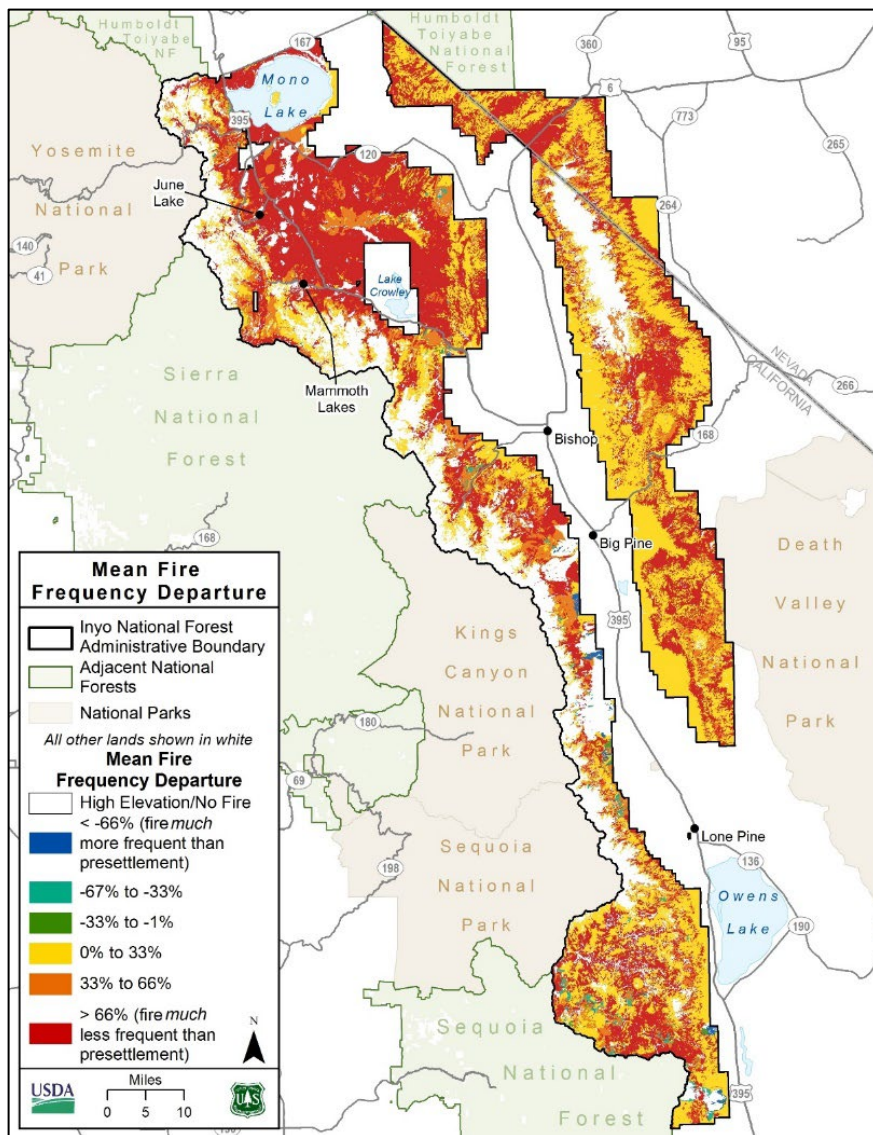 Humboldt
Toiyabe
NF
167
Humboldt
Toiyabe
National
Forest
360
95
6
Mono
Lake
395
773
265
Yosemite
120
June
Lake
National
264
140
41
Park
Lake
Crowley
NEVADA
CALIFORNIA
266
Sierra
National
Forest
Mammoth
Lakes
168
Bishop
168
Big Pine
Death
Valley
National
Park
395
Kings
Canyon
National
Park
180
69
Lone Pine
136
Sequoia
National
Park
198
Owens
Lake
190
Sequoia
National
Forest
395
Mean Fire
Frequency Departure
Inyo National Forest
Administrative Boundary
Adjacent National
Forests
National Parks
All other lands shown in white
Mean Fire
Frequency Departure
High Elevation/No Fire
< -66% (fire much
more frequent than
presettlement)
-67% to -33%
-33% to -1%
0% to 33%
33% to 66%
> 66% (fire much
less frequent than
presettlement)
N
USDA
Miles
0 5 10
U S